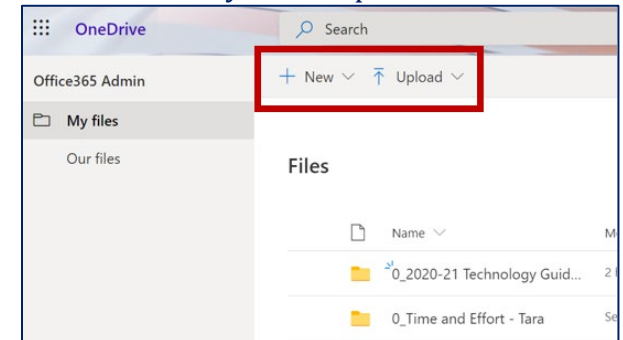 OneDrive
Search
Office365 Admin
+ New
Upload
My files
Our files
Files
Name
0_2020-21 Technology Guid...
0_Time and Effort - Tara
Se